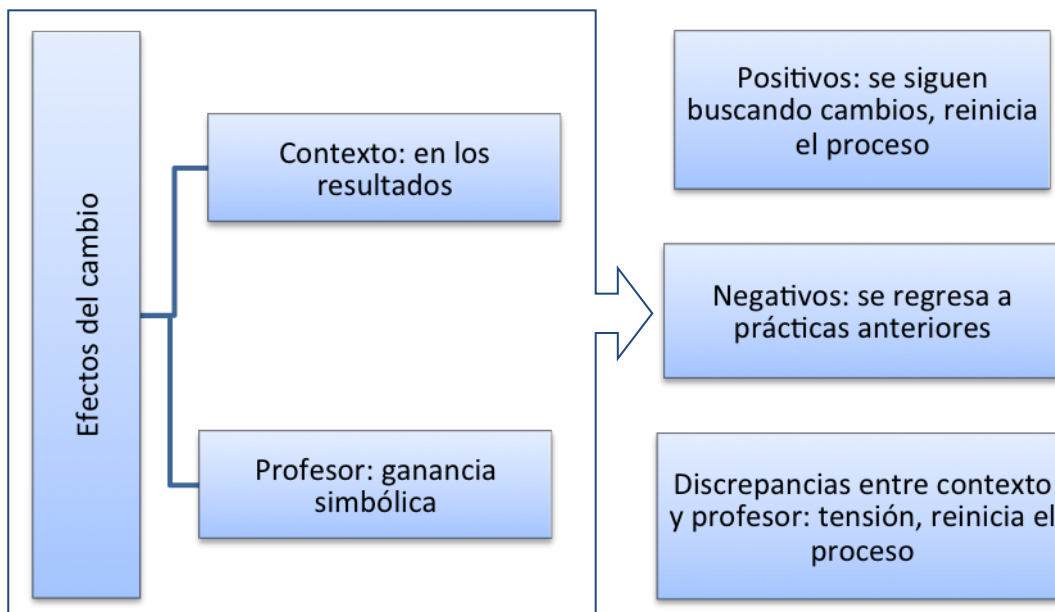 Efectos del cambio
Contexto: en los
resultados
Profesor: ganancia
simbólica
Positivos: se siguen
buscando cambios, reinicia
el proceso
Negativos: se regresa a
prácticas anteriores
Discrepancias entre contexto
y profesor: tensión, reinicia el
proceso